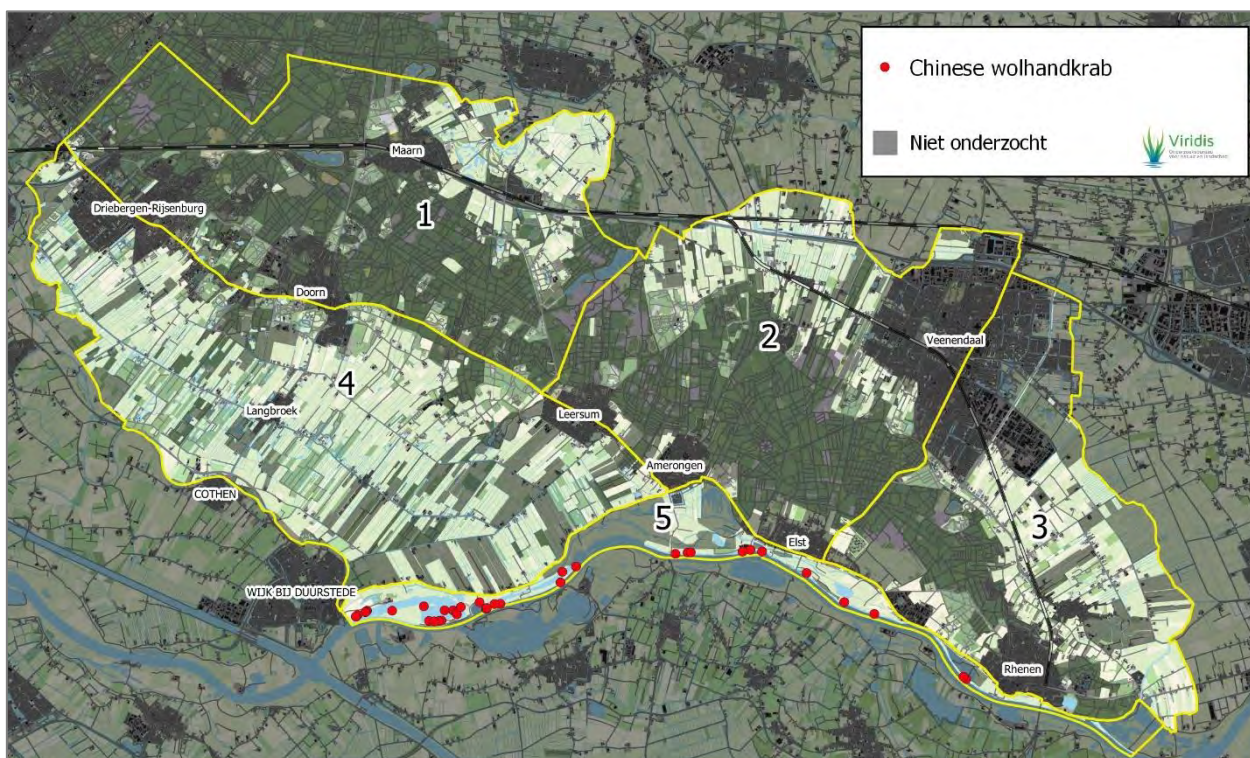 Chinese wolhandkrab
Niet onderzocht
Viridis
Maarn
1
Driebergen-Rijsenburg
Doorn
2
Veenendaal
4
Langbroek
Leersum
Amerongen
COTHEN
5
3
Elst
WIJK BIJ DUURSTEDE
Rhenen